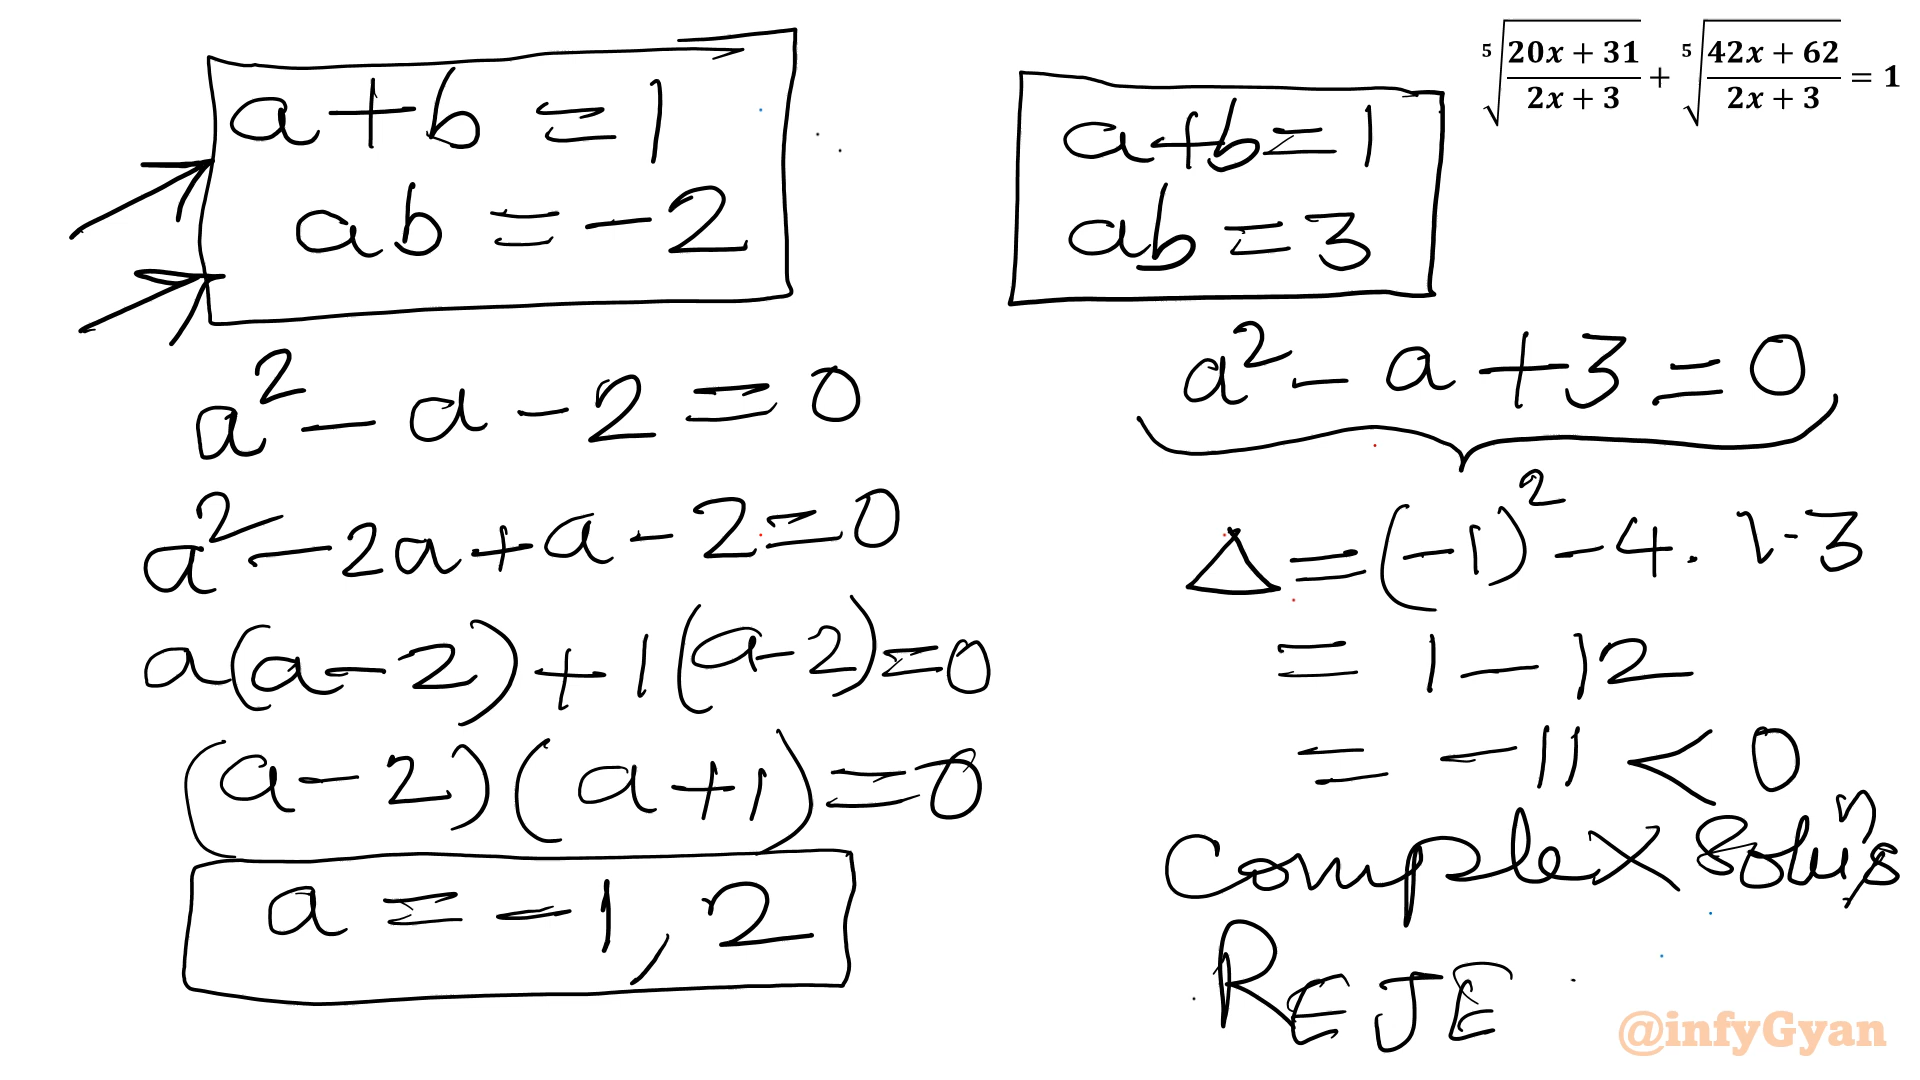 a+b=1
ab=-2
a²-a-2=0
a²-2a+a-2=0
a(a-2)+1(a-2)=0
(a-2)(a+1)=0
a=-1,2
⁵√((20x+31)/(2x+3)) + ⁵√((42x+62)/(2x+3)) = 1
a+b=1
ab=3
a²-a+3=0
Δ=(-1)²-4.1.3
=1-12
=-11<0
complex soluⁿs
REJE
@infyGyan